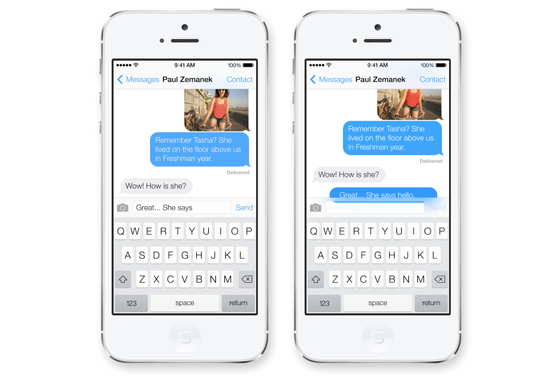 9:41 AM 100%
Messages Paul Zemanek Contact
Remember Tasha? She
lived on the floor above us
in Freshman year.
Delivered
Wow! How is she?
Great... She says Send
Q W E R T Y U I O P
A S D F G H J K L
Z X C V B N M
123 space return
9:41 AM 100%
Messages Paul Zemanek Contact
Remember Tasha? She
lived on the floor above us
in Freshman year.
Delivered
Wow! How is she?
Great... She says hello.
Send
Q W E R T Y U I O P
A S D F G H J K L
Z X C V B N M
123 space return